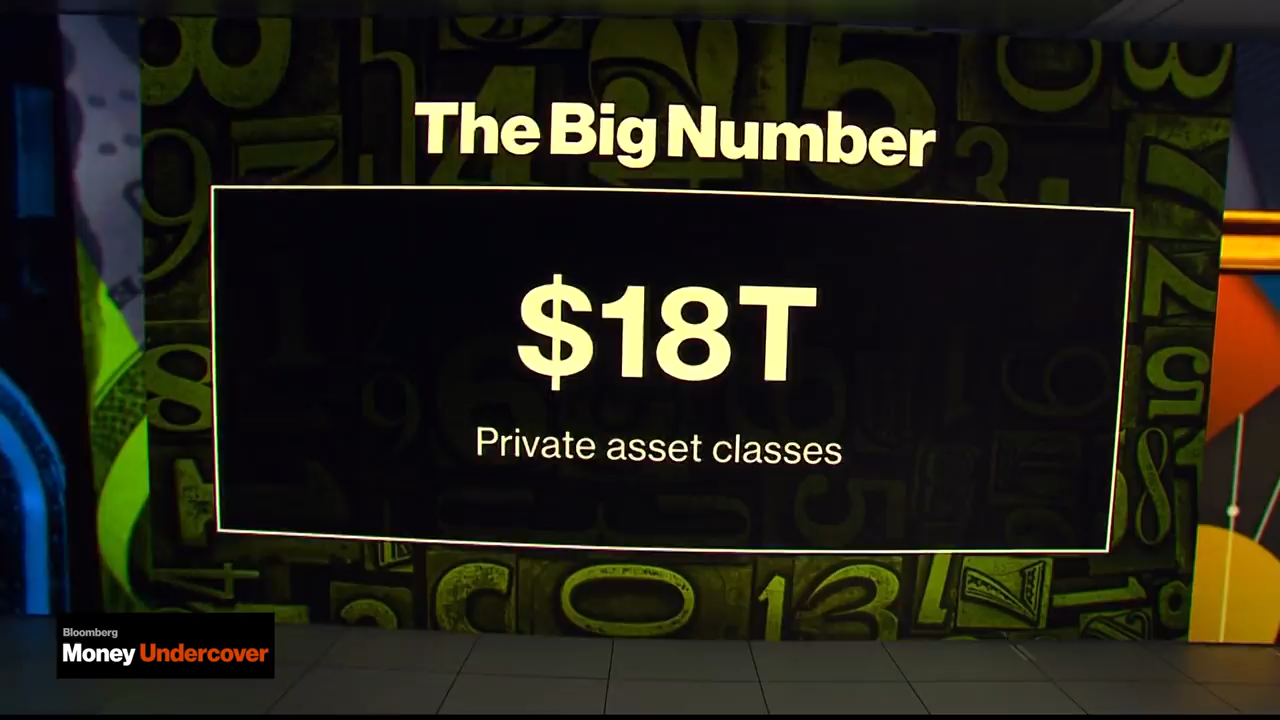 The Big Number
$18T
Private asset classes
Bloomberg
Money Undercover